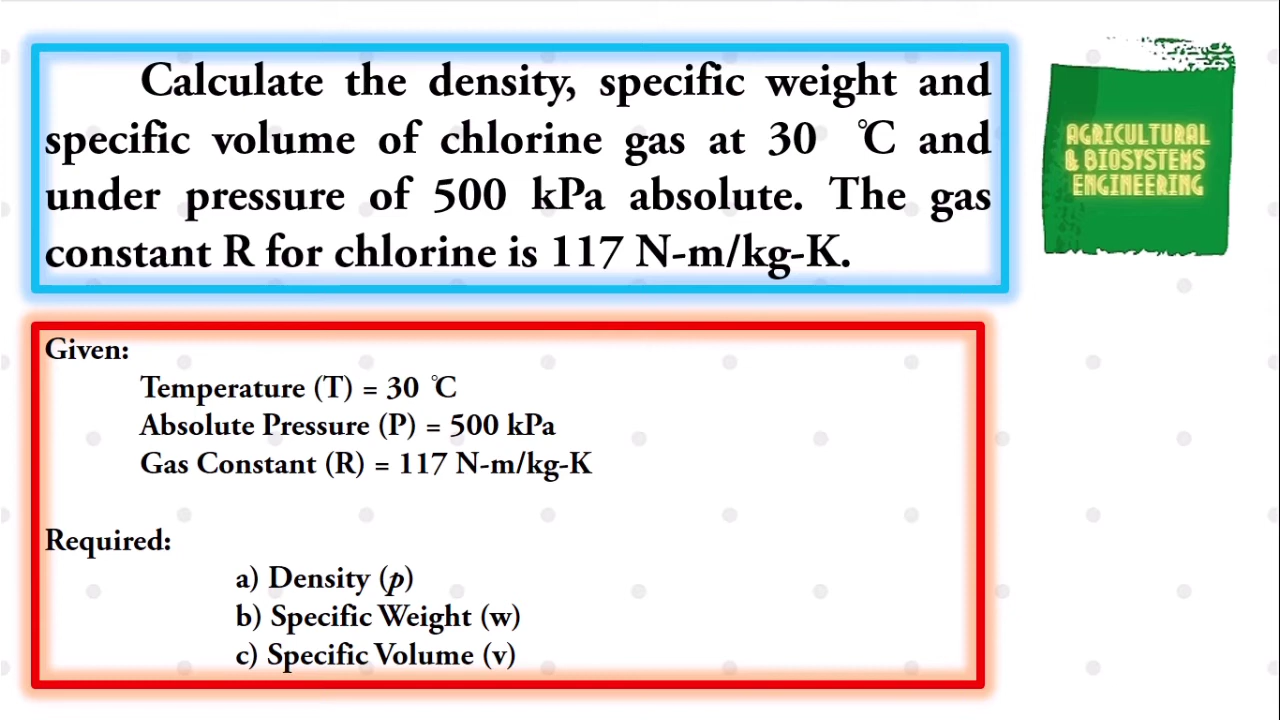 Calculate the density, specific weight and
specific volume of chlorine gas at 30 ℃ and
under pressure of 500 kPa absolute. The gas
constant R for chlorine is 117 N-m/kg-K.
AGRICULTURAL
& BIOSYSTEMS
ENGINEERING
Given:
Temperature (T) = 30 ℃
Absolute Pressure (P) = 500 kPa
Gas Constant (R) = 117 N-m/kg-K
Required:
a) Density (p)
b) Specific Weight (w)
c) Specific Volume (v)